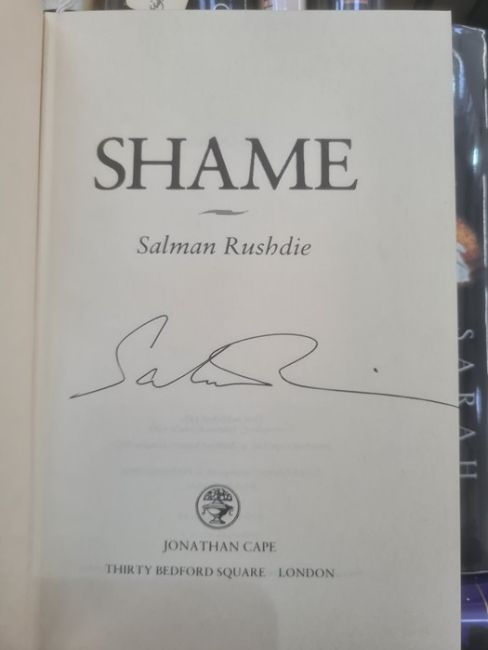 SHAME
Salman Rushdie
JONATHAN CAPE
THIRTY BEDFORD SQUARE LONDON
SARAH